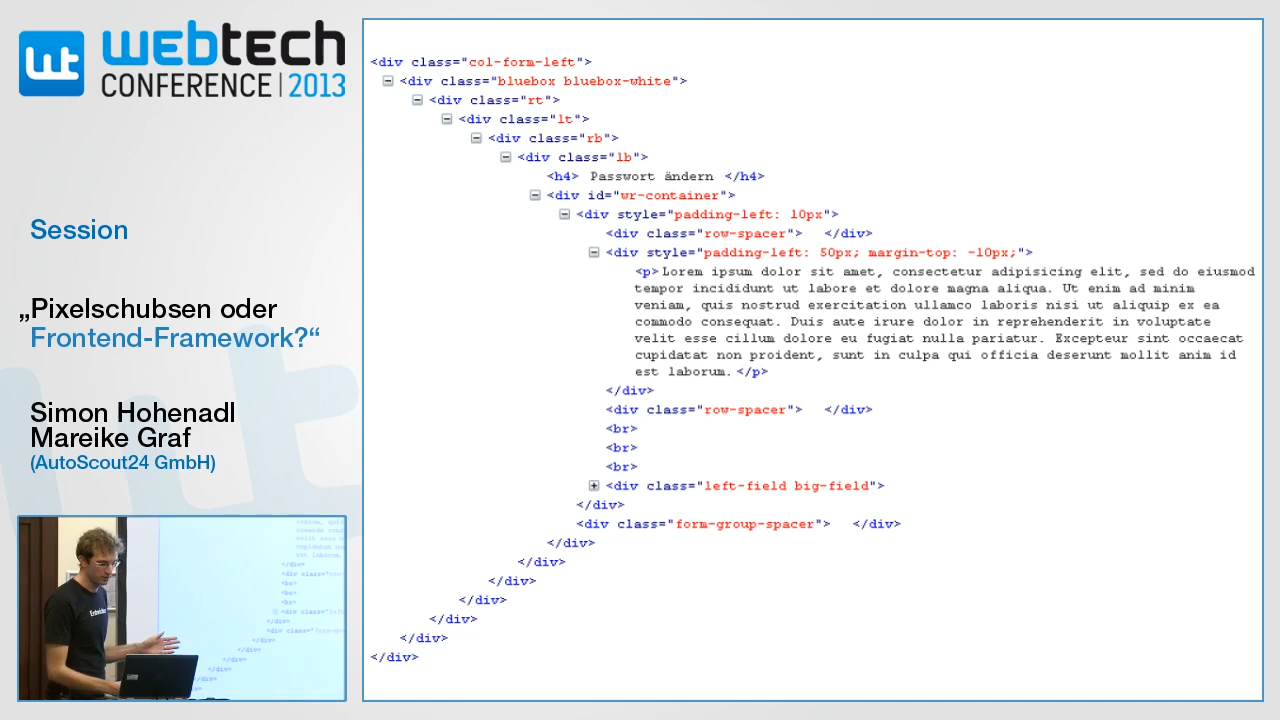 wt webtech
CONFERENCE | 2013
Session
„Pixelschubsen oder
Frontend-Framework?“
Simon Hohenadl
Mareike Graf
(AutoScout24 GmbH)
<div class="col-form-left">
<div class="bluebox bluebox-white">
<div class="rt">
<div class="lt">
<div class="rb">
<div class="lb">
<h4> Passwort ändern </h4>
<div id="wr-container">
<div style="padding-left: 10px">
<div class="row-spacer"> </div>
<div style="padding-left: 50px; margin-top: -10px;">
<p>Lorem ipsum dolor sit amet, consectetur adipisicing elit, sed do eiusmod
tempor incididunt ut labore et dolore magna aliqua. Ut enim ad minim
veniam, quis nostrud exercitation ullamco laboris nisi ut aliquip ex ea
commodo consequat. Duis aute irure dolor in reprehenderit in voluptate
velit esse cillum dolore eu fugiat nulla pariatur. Excepteur sint occaecat
cupidatat non proident, sunt in culpa qui officia deserunt mollit anim id
est laborum.</p>
</div>
<div class="row-spacer"> </div>
<br>
<br>
<br>
<div class="left-field big-field">
</div>
<div class="form-group-spacer"> </div>
</div>
</div>
</div>
</div>
</div>
</div>
</div>